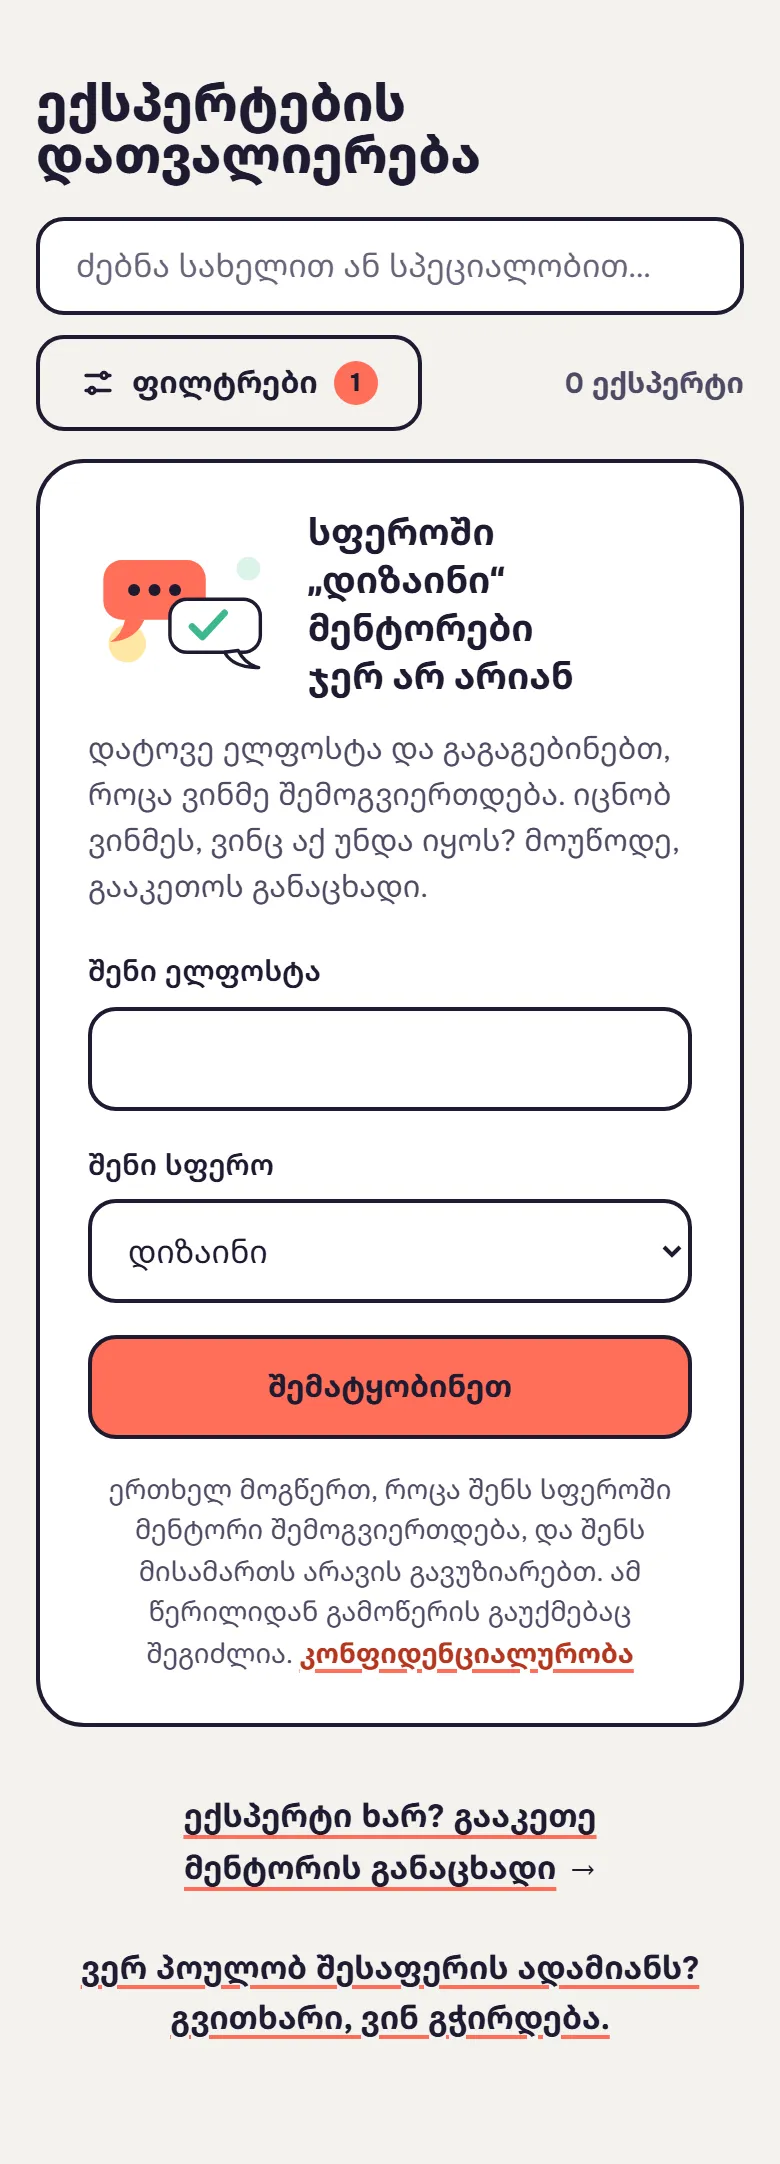 ექსპერტების
დათვალიერება
ძებნა სახელით ან სპეციალობით...
ფილტრები 1
0 ექსპერტი
სფეროში
„დიზაინი“
მენტორები
ჯერ არ არიან
დატოვე ელფოსტა და გაგაგებინებთ,
როცა ვინმე შემოგვიერთდება. იცნობ
ვინმეს, ვინც აქ უნდა იყოს? მოუწოდე,
გააკეთოს განაცხადი.
შენი ელფოსტა
შენი სფერო
დიზაინი
შემატყობინეთ
ერთხელ მოგწერთ, როცა შენს სფეროში
მენტორი შემოგვიერთდება, და შენს
მისამართს არავის გავუზიარებთ. ამ
წერილიდან გამოწერის გაუქმებაც
შეგიძლია. კონფიდენციალურობა
ექსპერტი ხარ? გააკეთე
მენტორის განაცხადი →
ვერ პოულობ შესაფერის ადამიანს?
გვითხარი, ვინ გჭირდება.